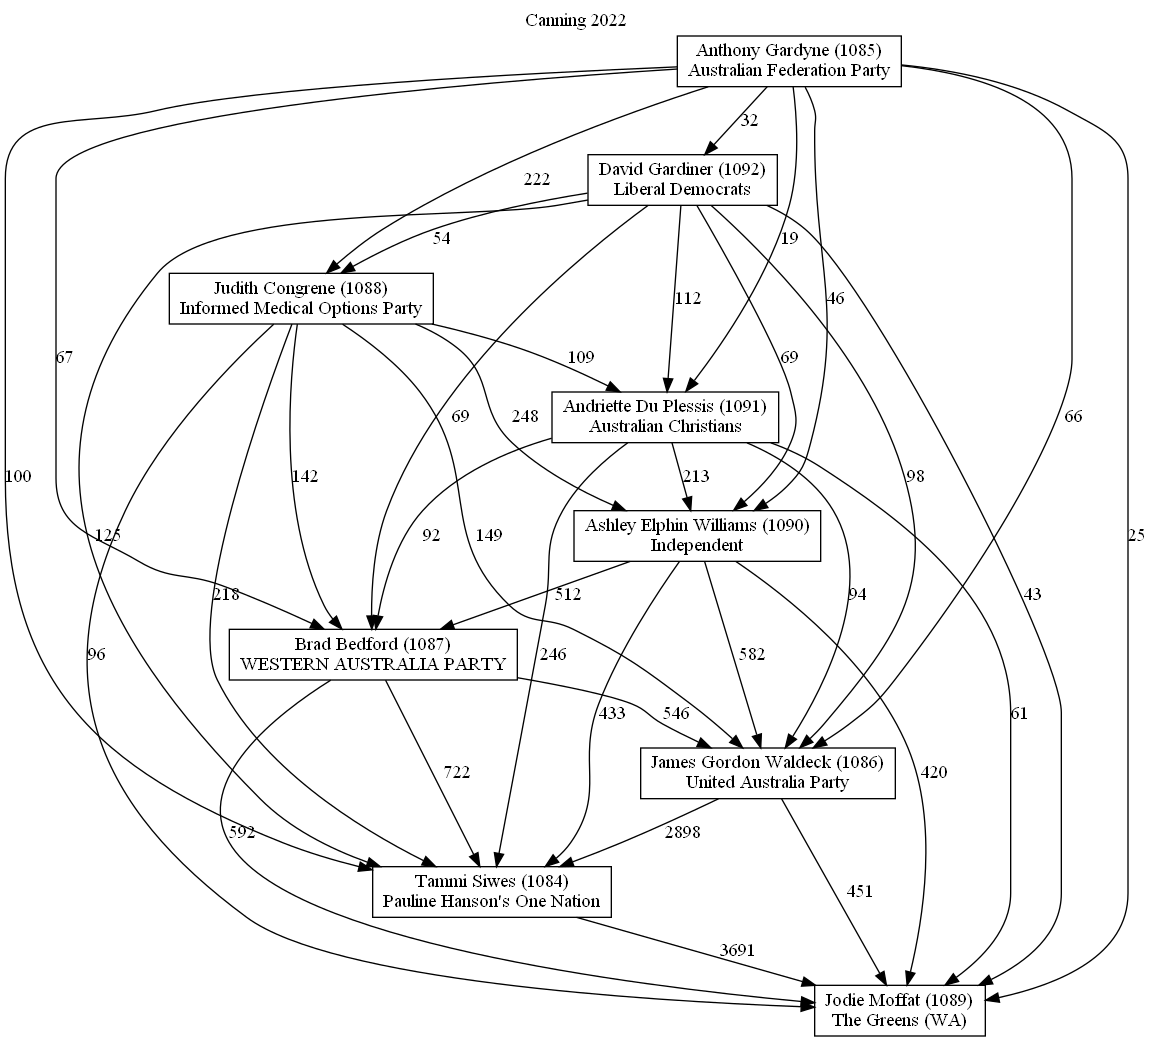 Canning 2022
Anthony Gardyne (1085)
Australian Federation Party
32
David Gardiner (1092)
Liberal Democrats
222
54
19
Judith Congrene (1088)
Informed Medical Options Party
112
46
67
109
69
Andriette Du Plessis (1091)
Australian Christians
69
248
66
100
142
213
98
Ashley Elphin Williams (1090)
Independent
125
92
149
25
218
512
94
43
Brad Bedford (1087)
WESTERN AUSTRALIA PARTY
96
246
582
433
546
61
James Gordon Waldeck (1086)
United Australia Party
722
420
592
2898
Tammi Siwes (1084)
Pauline Hanson's One Nation
451
3691
Jodie Moffat (1089)
The Greens (WA)